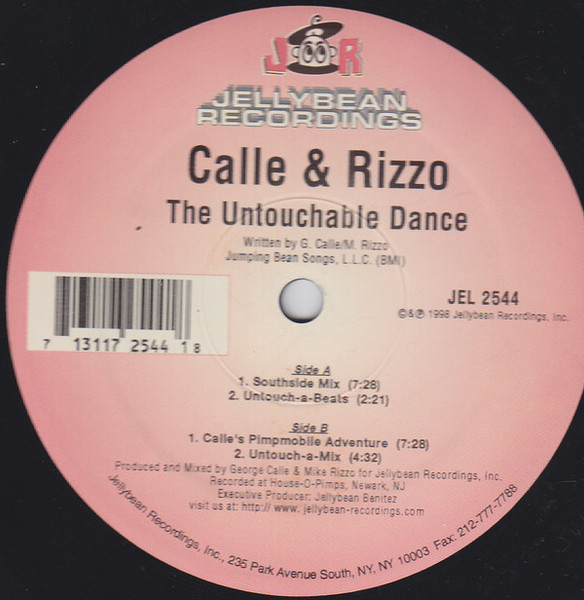 J R
JELLYBEAN
RECORDINGS
Calle & Rizzo
The Untouchable Dance
Written by G. Calle/M. Rizzo
Jumping Bean Songs, L.L.C. (BMI)
JEL 2544
©&℗ 1998 Jellybean Recordings, Inc.
7 13117 2544 1 8
Side A
1. Southside Mix (7:28)
2. Untouch-a-Beats (2:21)
Side B
1. Calle's Pimpmobile Adventure (7:28)
2. Untouch-a-Mix (4:32)
Produced and Mixed by George Calle & Mike Rizzo for Jellybean Recordings, Inc.
Recorded at House-O-Pimps, Newark, NJ
Executive Producer: Jellybean Benitez
visit us at: http:// www. jellybean-recordings.com
Jellybean Recordings, Inc., 235 Park Avenue South, NY, NY 10003 Fax: 212-777-7788